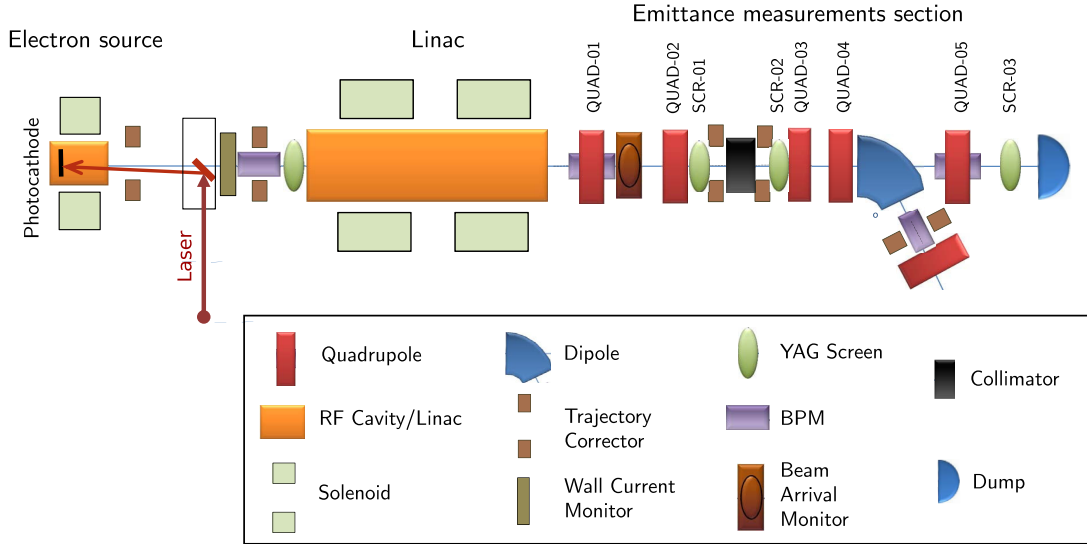 Emittance measurements section
Electron source
Linac
QUAD-01
QUAD-02
SCR-01
SCR-02
QUAD-03
QUAD-04
QUAD-05
SCR-03
Photocathode
Laser
Quadrupole
Dipole
YAG Screen
Collimator
RF Cavity/Linac
Trajectory
Corrector
BPM
Solenoid
Wall Current
Monitor
Beam
Arrival
Monitor
Dump